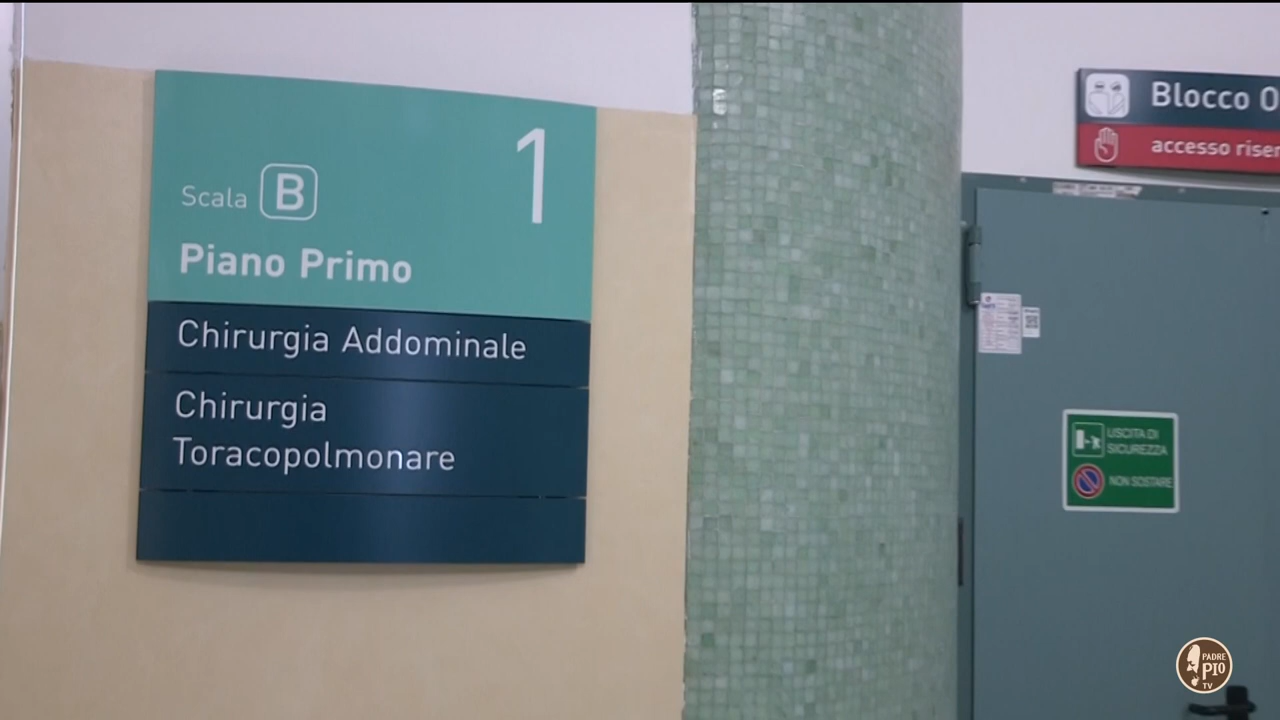 1
Scala B
Piano Primo
Chirurgia Addominale
Chirurgia
Toracopolmonare
Blocco O
accesso riser
USCITA DI
SICUREZZA
NON SOSTARE
PADRE
PIO
TV